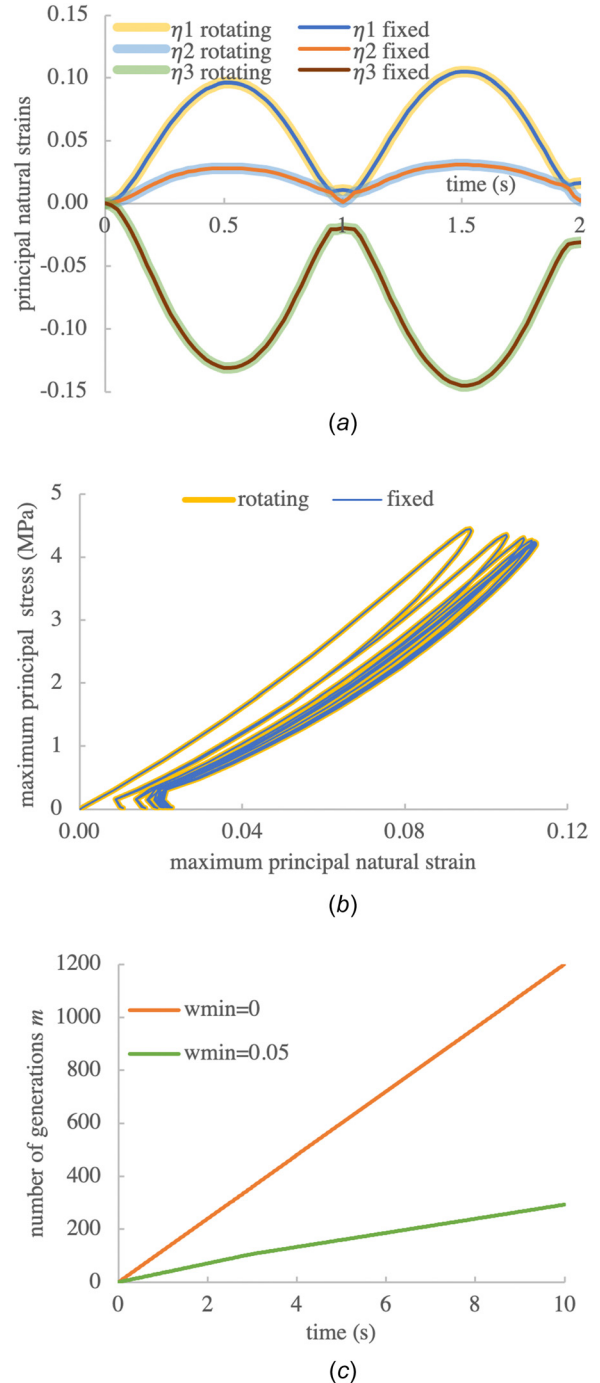 η1 rotating η1 fixed
η2 rotating η2 fixed
η3 rotating η3 fixed
0.15
0.10
0.05
0.00
-0.05
-0.10
-0.15
principal natural strains
time (s)
0 0.5 1 1.5 2
(a)
rotating fixed
5
4
3
2
1
0
maximum principal stress (MPa)
0.00 0.04 0.08 0.12
maximum principal natural strain
(b)
1200
1000
800
600
400
200
0
number of generations m
wmin=0
wmin=0.05
0 2 4 6 8 10
time (s)
(c)